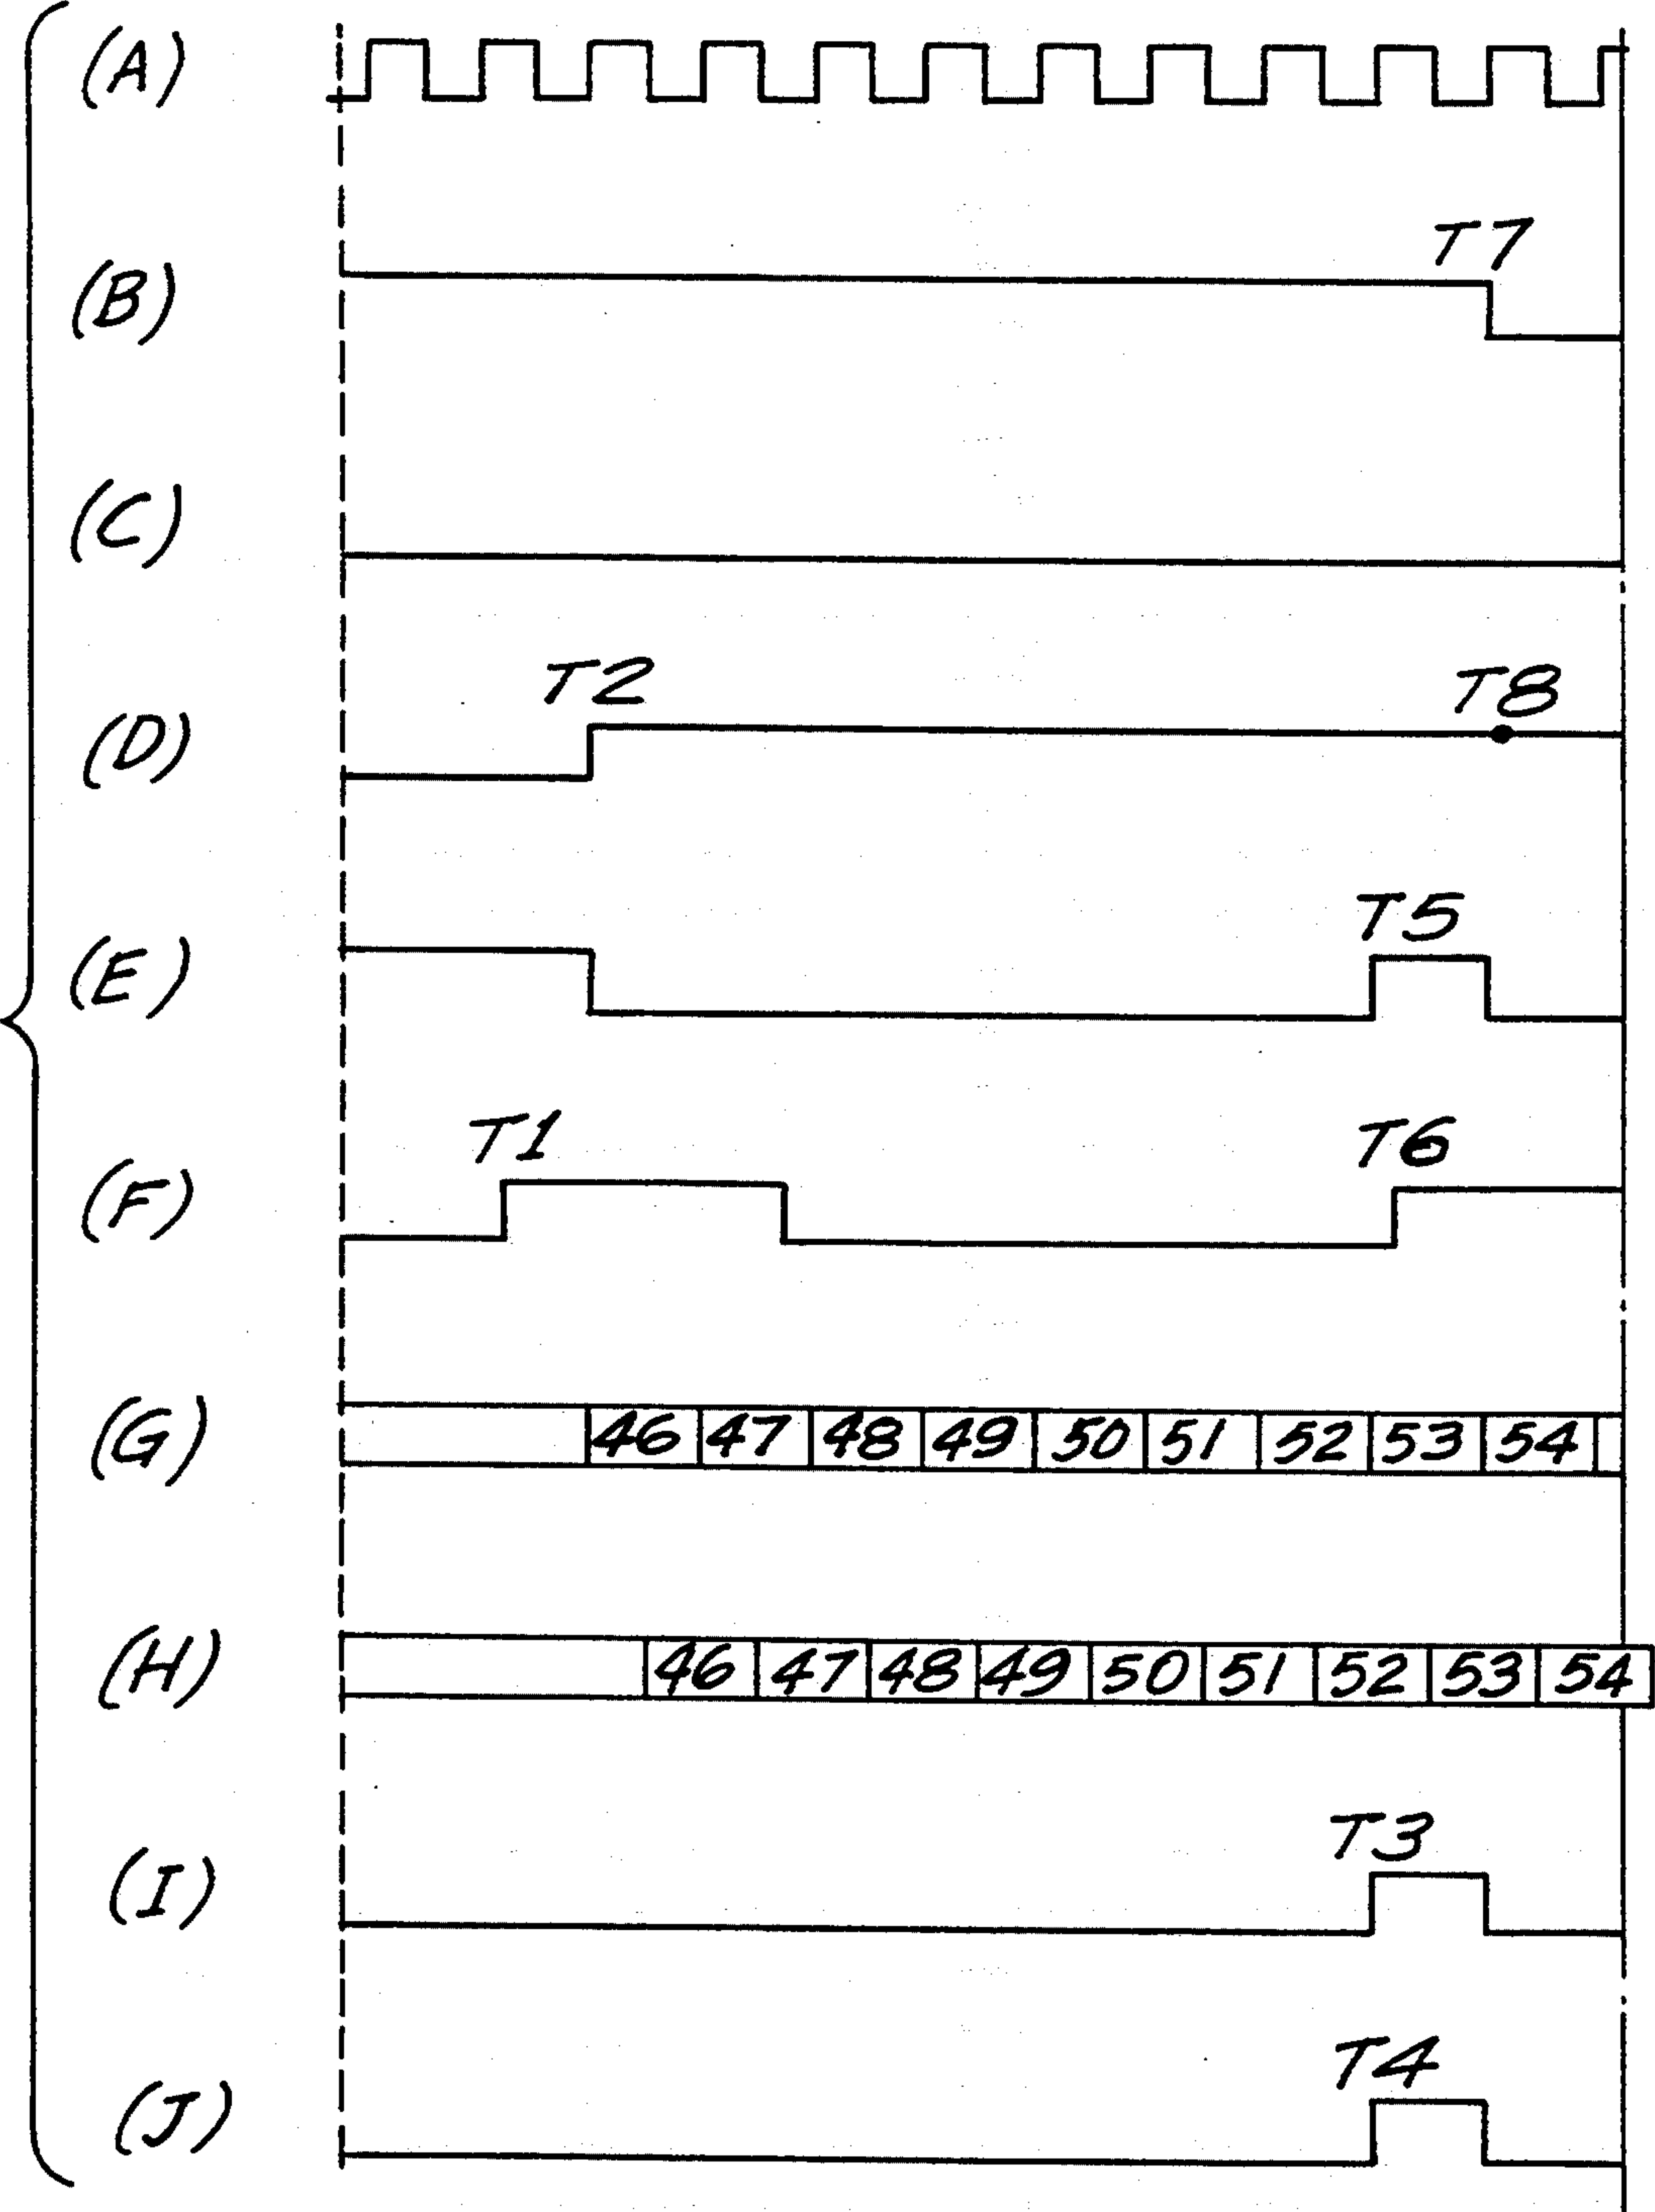 (A)
T7
(B)
(C)
T2 T8
(D)
T5
(E)
T1 T6
(F)
(G) 46 47 48 49 50 51 52 53 54
(H) 46 47 48 49 50 51 52 53 54
T3
(I)
T4
(J)